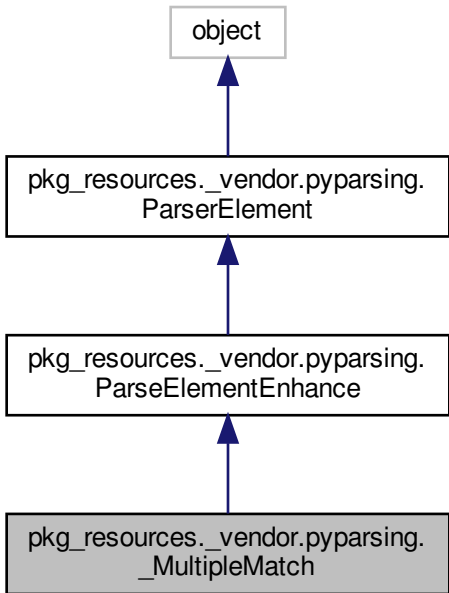 object
pkg_resources._vendor.pyparsing.
ParserElement
pkg_resources._vendor.pyparsing.
ParseElementEnhance
pkg_resources._vendor.pyparsing.
_MultipleMatch